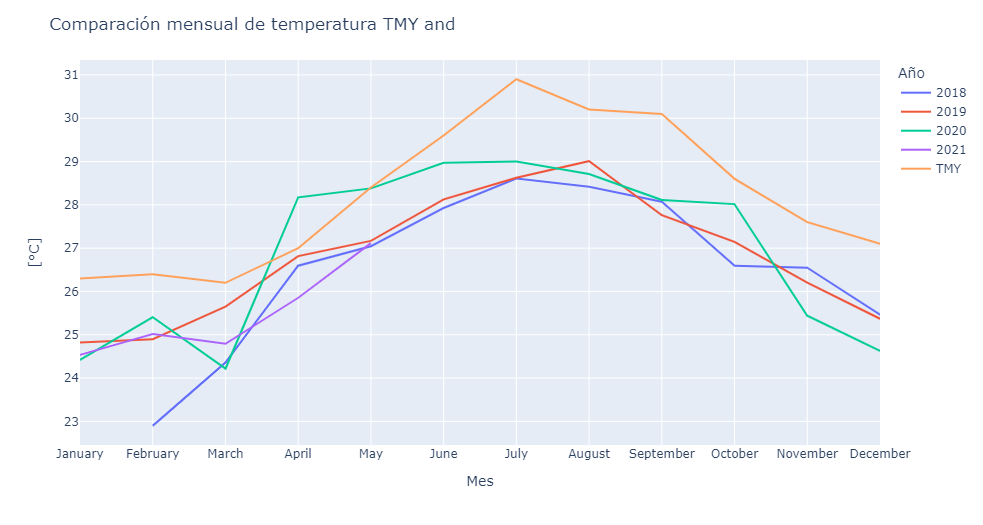 Comparación mensual de temperatura TMY and
Año
2018
2019
2020
2021
TMY
[°C]
31
30
29
28
27
26
25
24
23
January February March April May June July August September October November December
Mes